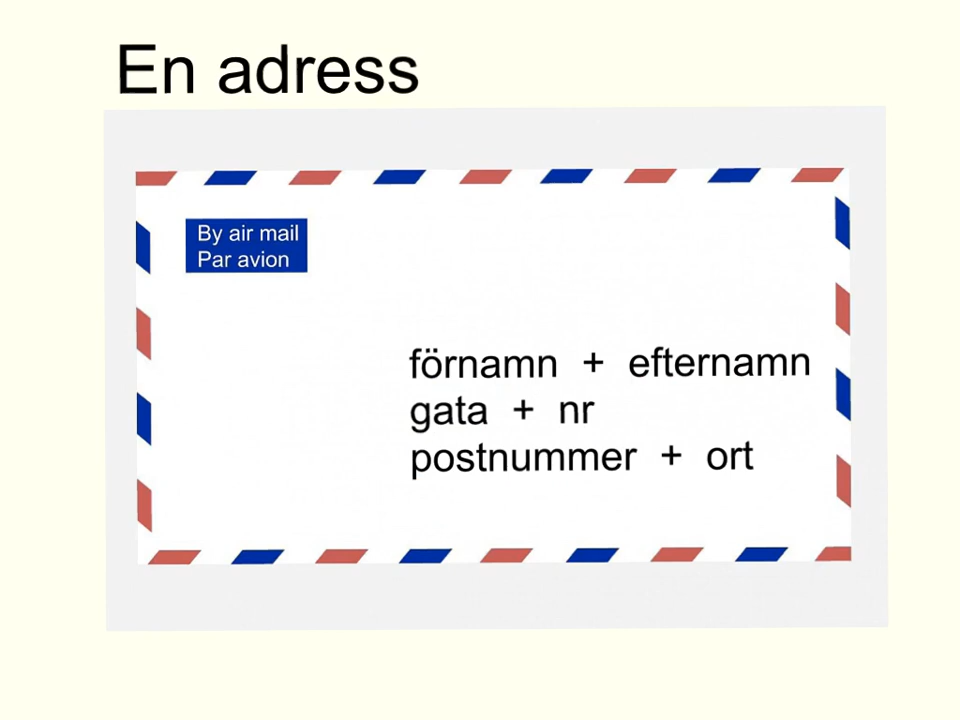 En adress
By air mail
Par avion
förnamn + efternamn
gata + nr
postnummer + ort